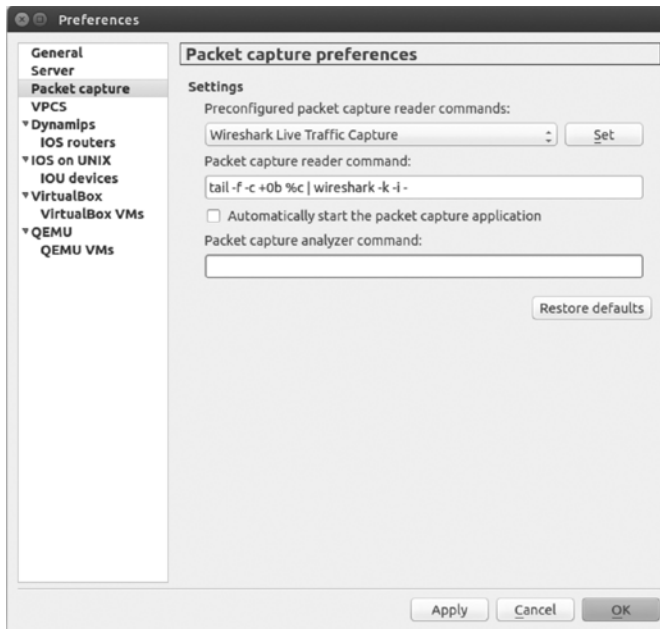 Preferences
General
Server
Packet capture
VPCS
Dynamips
IOS routers
IOS on UNIX
IOU devices
VirtualBox
VirtualBox VMs
QEMU
QEMU VMs
Packet capture preferences
Settings
Preconfigured packet capture reader commands:
Wireshark Live Traffic Capture
Set
Packet capture reader command:
tail -f -c +0b %c | wireshark -k -i -
Automatically start the packet capture application
Packet capture analyzer command:
Restore defaults
Apply
Cancel
OK